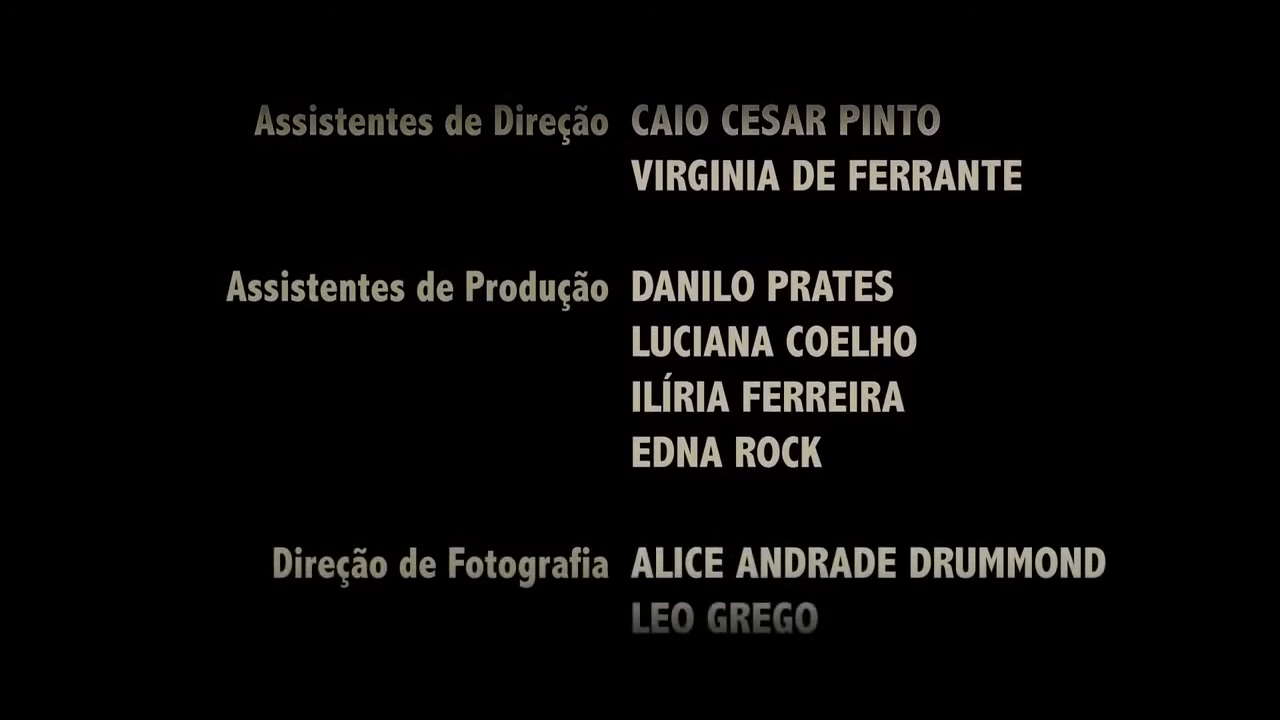 Assistentes de Direção CAIO CESAR PINTO
VIRGINIA DE FERRANTE
Assistentes de Produção DANILO PRATES
LUCIANA COELHO
ILÍRIA FERREIRA
EDNA ROCK
Direção de Fotografia ALICE ANDRADE DRUMMOND
LEO GREGO